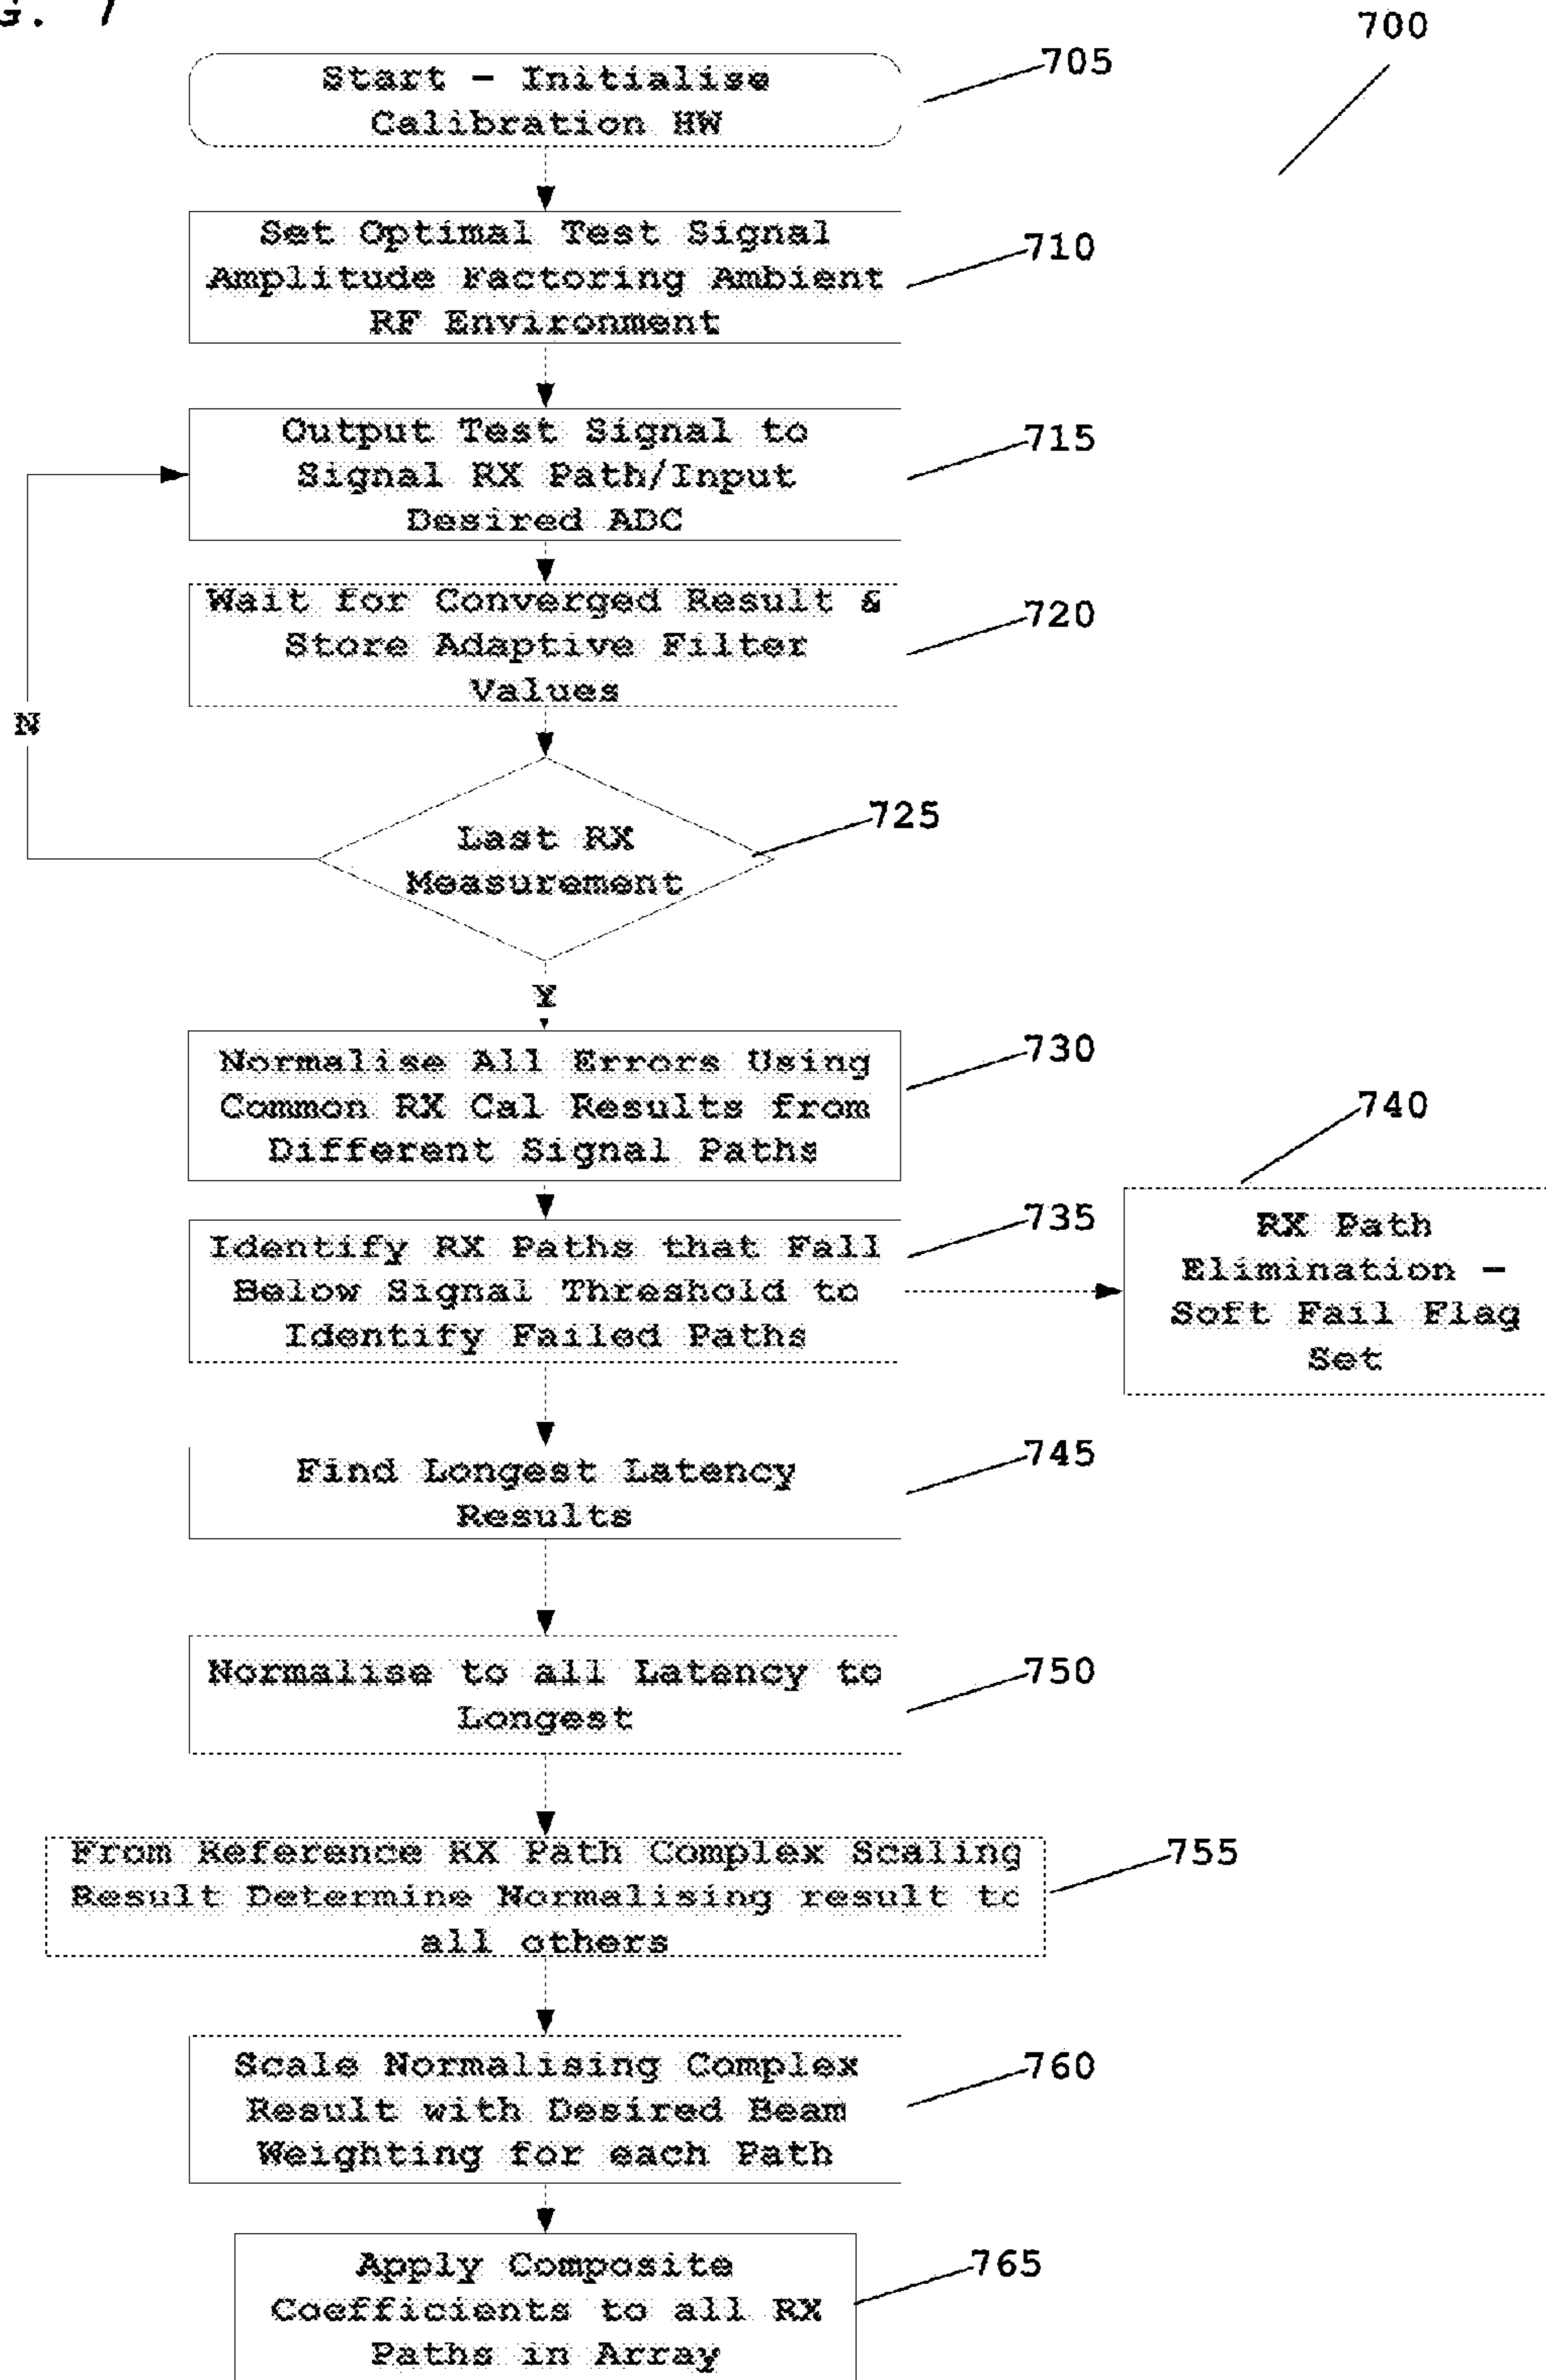 G. 7
700
Start - Initialise
Calibration HW
705
Set Optimal Test Signal
Amplitude Factoring Ambient
RF Environment
710
Output Test Signal to
Signal RX Path/Input
Desired ADC
715
Wait for Converged Result &
Store Adaptive Filter
Values
720
N
Last RX
Measurement
725
Y
Normalise All Errors Using
Common RX Cal Results from
Different Signal Paths
730
Identify RX Paths that Fall
Below Signal Threshold to
Identify Failed Paths
735
740
RX Path
Elimination -
Soft Fail Flag
Set
Find Longest Latency
Results
745
Normalise to all Latency to
Longest
750
From Reference RX Path Complex Scaling
Result Determine Normalising result to
all others
755
Scale Normalising Complex
Result with Desired Beam
Weighting for each Path
760
Apply Composite
Coefficients to all RX
Paths in Array
765